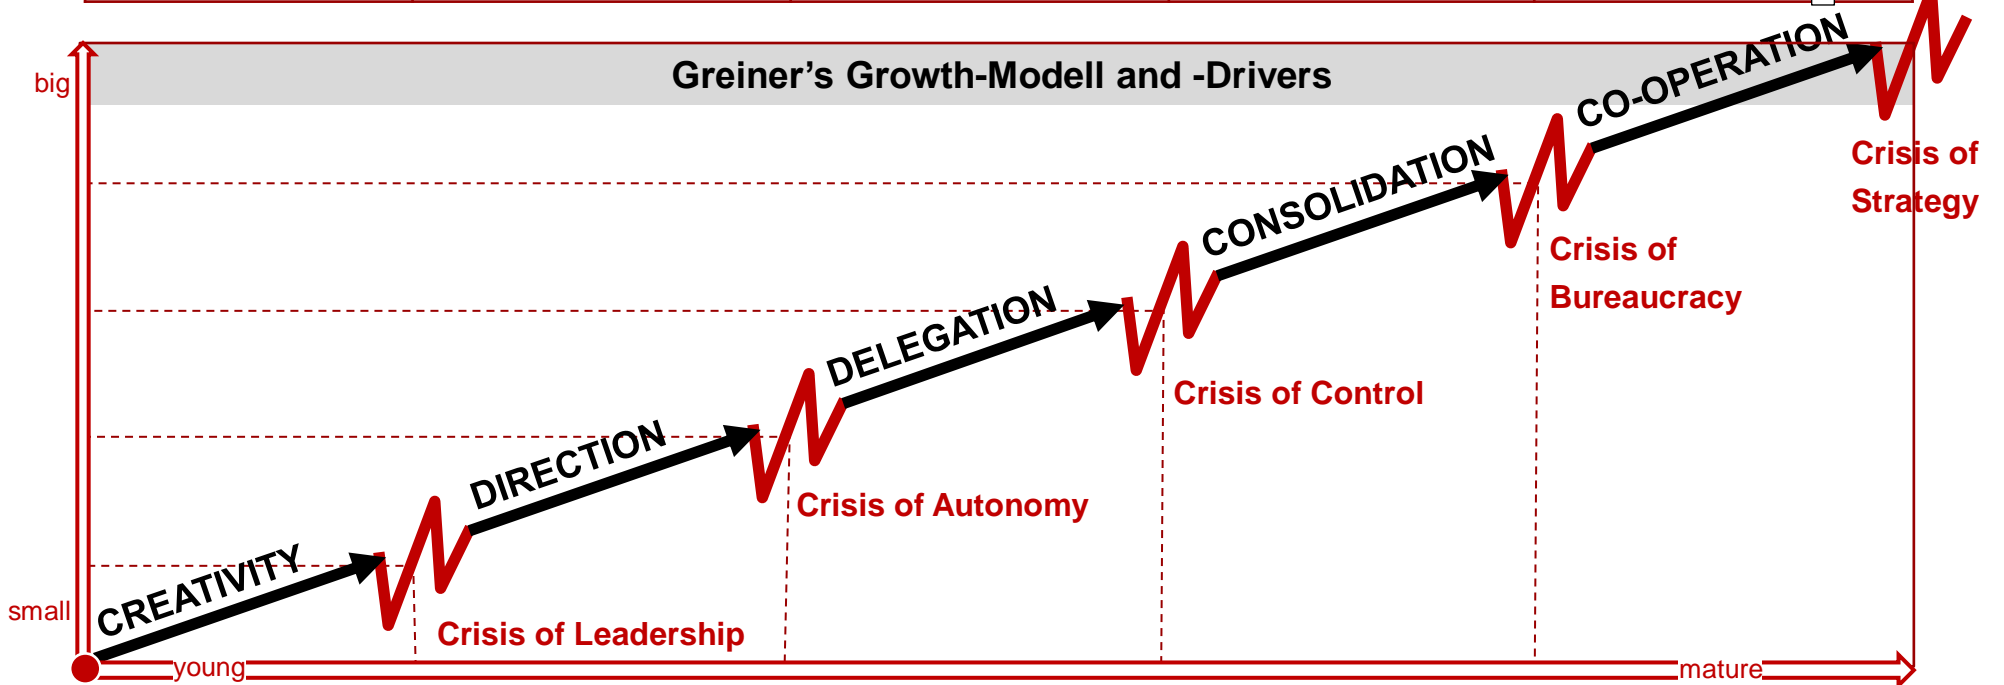 Greiner’s Growth-Modell and -Drivers
big
CO-OPERATION
Crisis of
Strategy
CONSOLIDATION
Crisis of
Bureaucracy
DELEGATION
Crisis of Control
DIRECTION
Crisis of Autonomy
CREATIVITY
small
Crisis of Leadership
young
mature